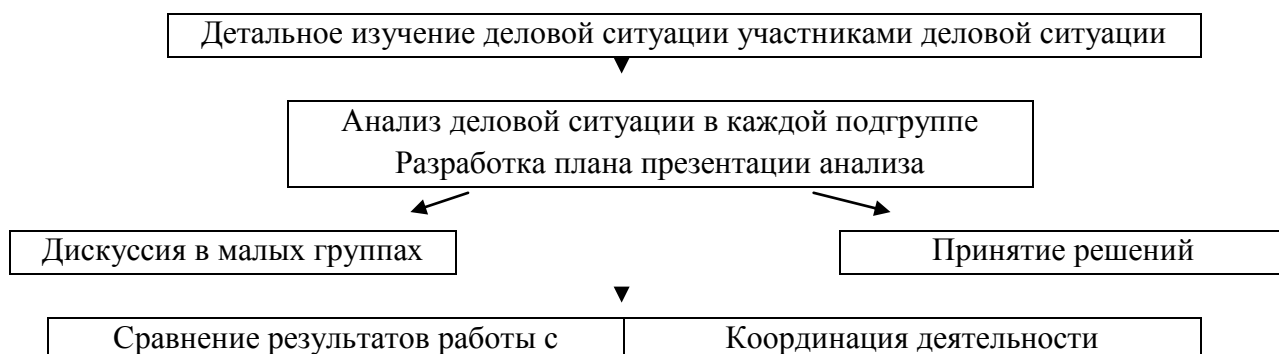 Детальное изучение деловой ситуации участниками деловой ситуации
Анализ деловой ситуации в каждой подгруппе
Разработка плана презентации анализа
Дискуссия в малых группах
Принятие решений
Сравнение результатов работы с
Координация деятельности